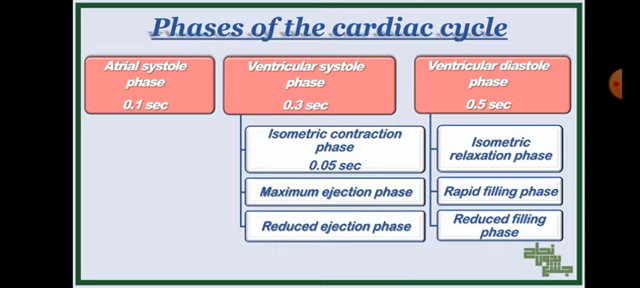 Phases of the cardiac cycle
Atrial systole
phase
0.1 sec
Ventricular systole
phase
0.3 sec
Isometric contraction
phase
0.05 sec
Maximum ejection phase
Reduced ejection phase
Ventricular diastole
phase
0.5 sec
Isometric
relaxation phase
Rapid filling phase
Reduced filling
phase